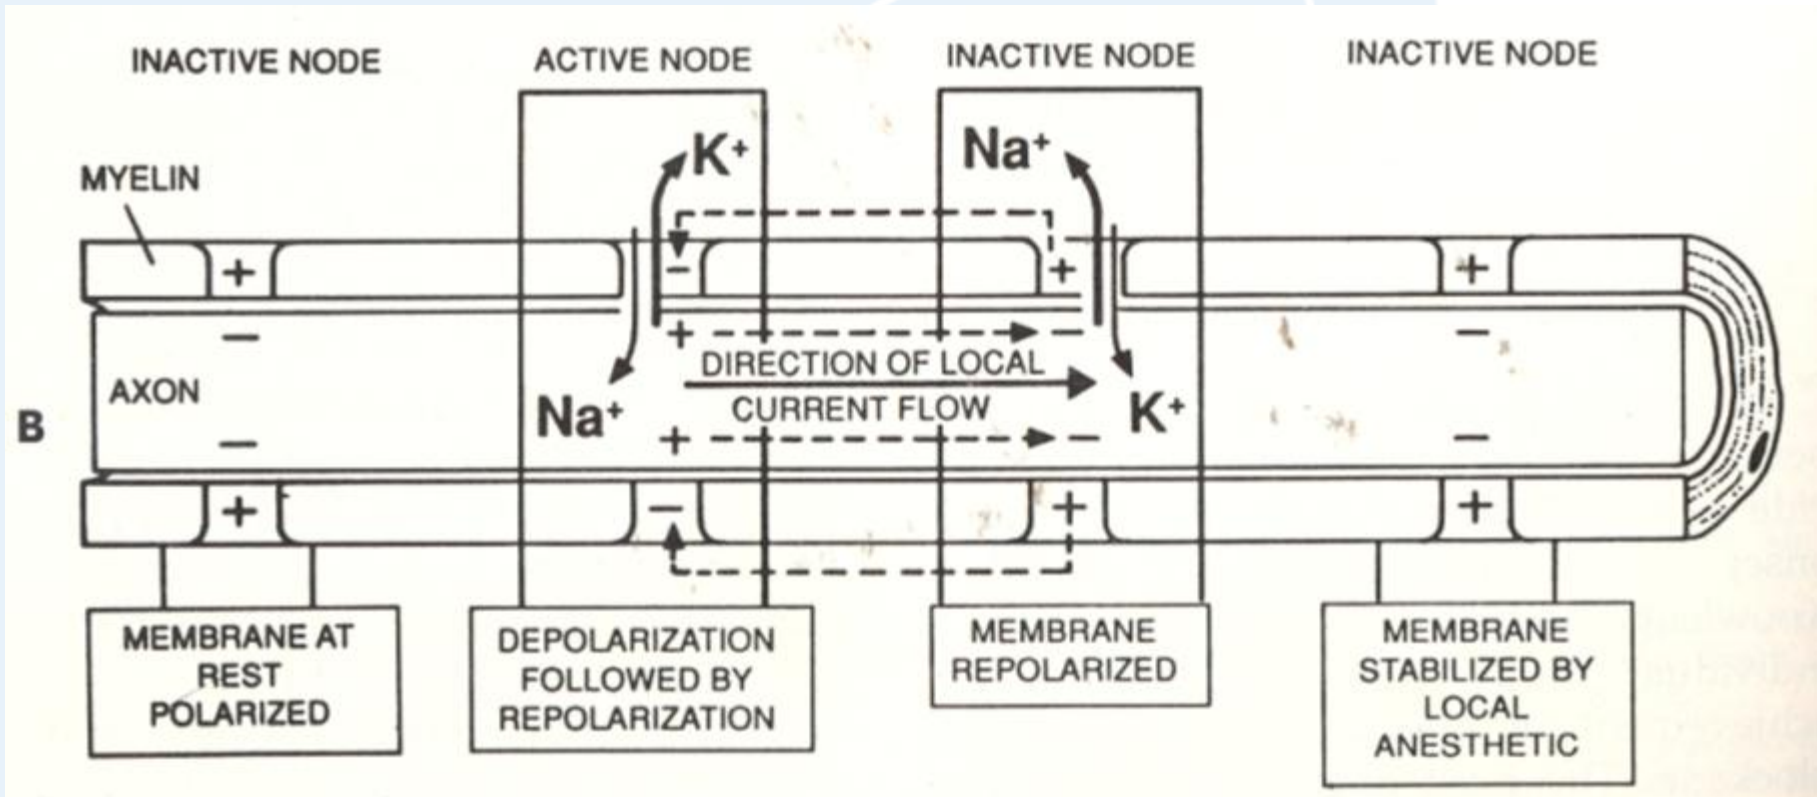 INACTIVE NODE
ACTIVE NODE
INACTIVE NODE
INACTIVE NODE
K+
Na+
MYELIN
+
-
+
+
-
+
-
-
DIRECTION OF LOCAL
AXON
CURRENT FLOW
Na+
K+
B
-
+
-
-
+
-
+
+
MEMBRANE AT
REST
POLARIZED
DEPOLARIZATION
FOLLOWED BY
REPOLARIZATION
MEMBRANE
REPOLARIZED
MEMBRANE
STABILIZED BY
LOCAL
ANESTHETIC